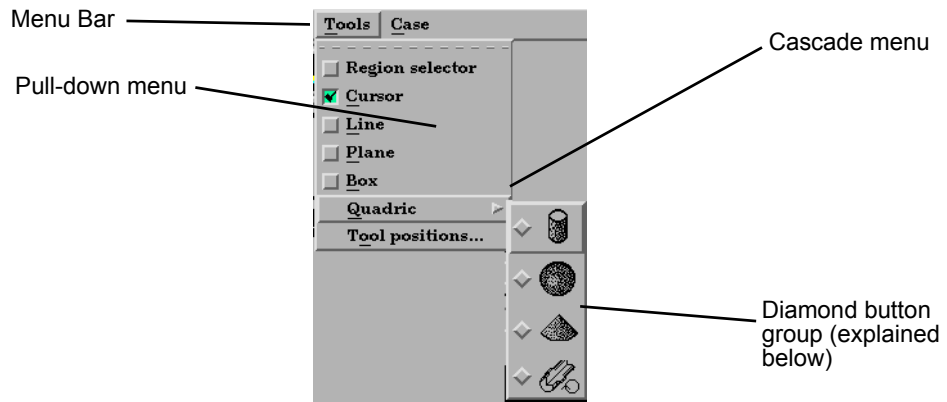 Menu Bar
Tools Case
Cascade menu
Region selector
Pull-down menu
Cursor
Line
Plane
Box
Quadric
Tool positions...
Diamond button
group (explained
below)